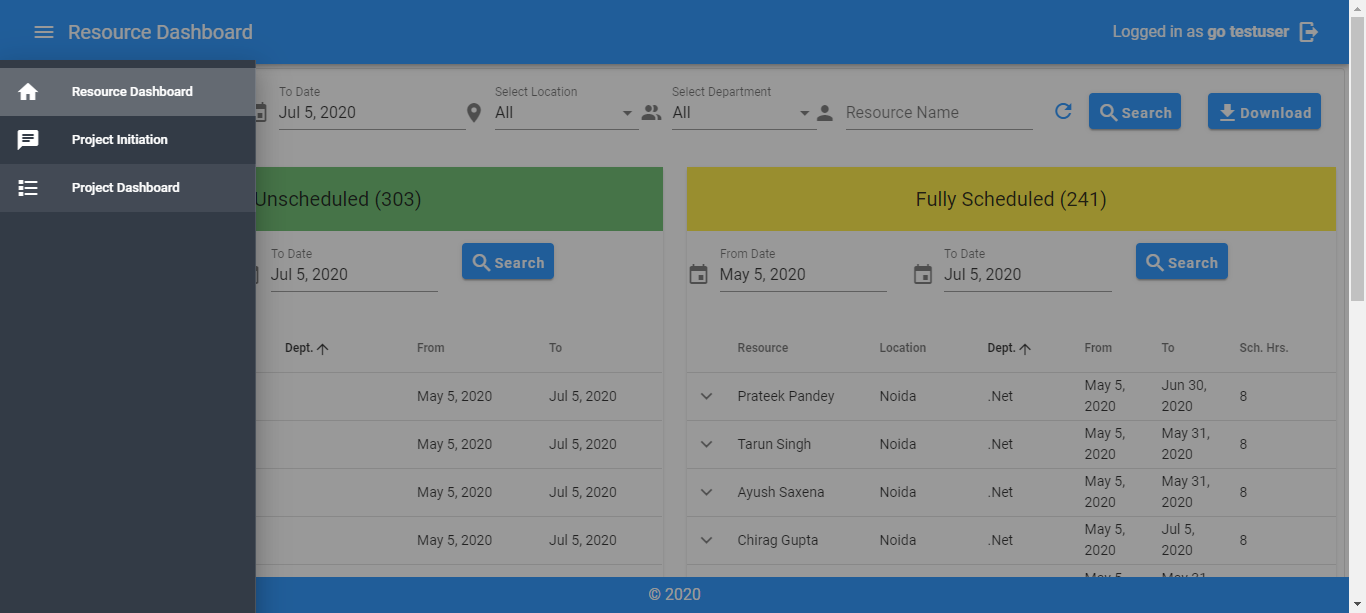 Resource Dashboard
Logged in as go testuser
Resource Dashboard
Project Initiation
Project Dashboard
To Date
Jul 5, 2020
Select Location
All
Select Department
All
Resource Name
Search
Download
Unscheduled (303)
To Date
Jul 5, 2020
Search
Dept. From To
May 5, 2020 Jul 5, 2020
May 5, 2020 Jul 5, 2020
May 5, 2020 Jul 5, 2020
May 5, 2020 Jul 5, 2020
Fully Scheduled (241)
From Date
May 5, 2020
To Date
Jul 5, 2020
Search
Resource Location Dept. From To Sch. Hrs.
Prateek Pandey Noida .Net May 5, 2020 Jun 30, 2020 8
Tarun Singh Noida .Net May 5, 2020 May 31, 2020 8
Ayush Saxena Noida .Net May 5, 2020 May 31, 2020 8
Chirag Gupta Noida .Net May 5, 2020 Jul 5, 2020 8
May 5, May 31,
© 2020